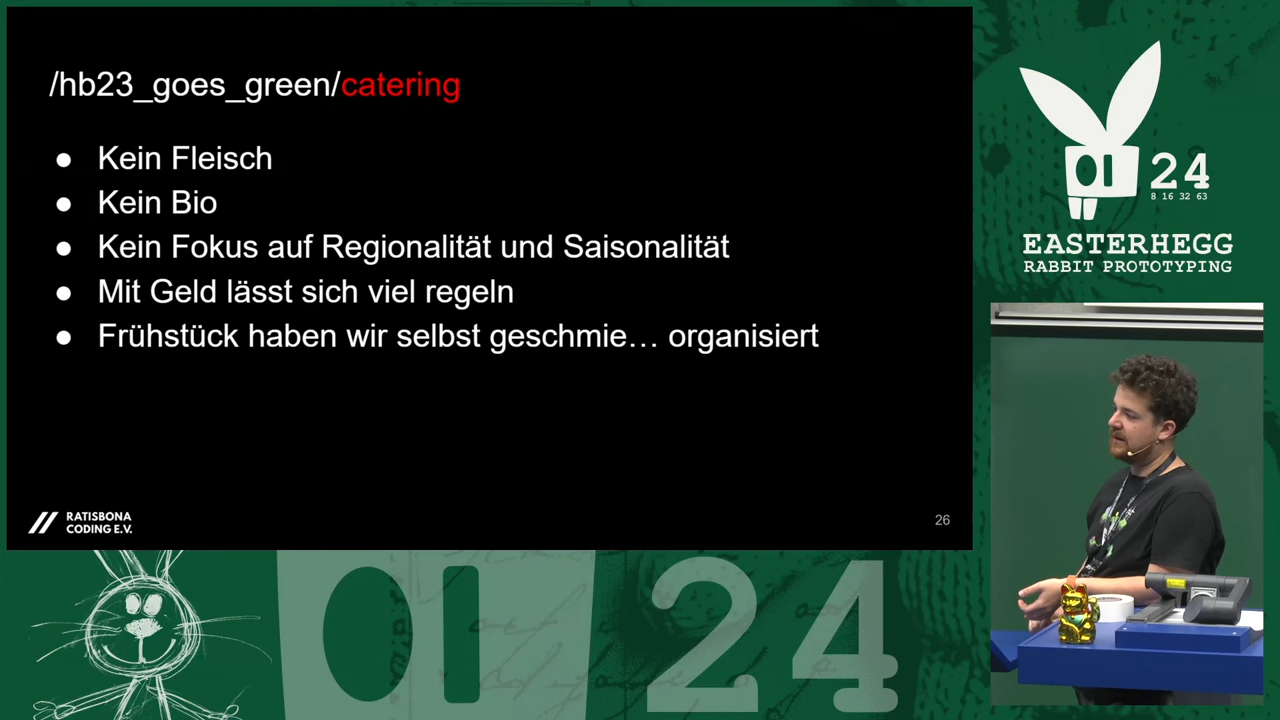 /hb23_goes_green/catering
● Kein Fleisch
● Kein Bio
● Kein Fokus auf Regionalität und Saisonalität
● Mit Geld lässt sich viel regeln
● Frühstück haben wir selbst geschmie… organisiert
RATISBONA
CODING E.V.
26
24
8 16 32 63
EASTERHEGG
RABBIT PROTOTYPING
24